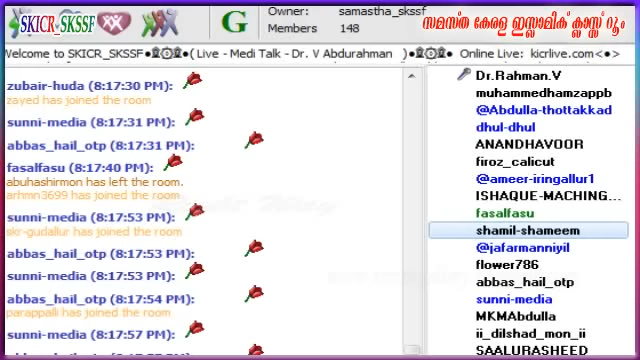 SKICR_SKSSF
G
Owner: samastha_skssf
Members 148
സമസ്ത കേരള ഇസ്ലാമിക് ക്ലാസ്സ് റൂം
Welcome to SKICR_SKSSF
( Live - Medi Talk - Dr. V Abdurahman )
Online Live: kicrlive.com<
zubair-huda (8:17:30 PM):
zayed has joined the room
sunni-media (8:17:31 PM):
abbas_hail_otp (8:17:31 PM):
fasalfasu (8:17:40 PM):
abuhashirmon has left the room.
arhmn3699 has joined the room
sunni-media (8:17:53 PM):
skr-gudallur has joined the room
abbas_hail_otp (8:17:53 PM):
sunni-media (8:17:53 PM):
abbas_hail_otp (8:17:54 PM):
parappalli has joined the room
sunni-media (8:17:57 PM):
Dr.Rahman.V
muhammedhamzappb
@Abdulla-thottakkad
dhul-dhul
ANANDHAVOOR
firoz_calicut
@ameer-iringallur1
ISHAQUE-MACHING...
fasalfasu
shamil-shameem
@jafarmanniyil
flower786
abbas_hail_otp
sunni-media
MKMAbdulla
ii_dilshad_mon_ii
SAALURASHEED